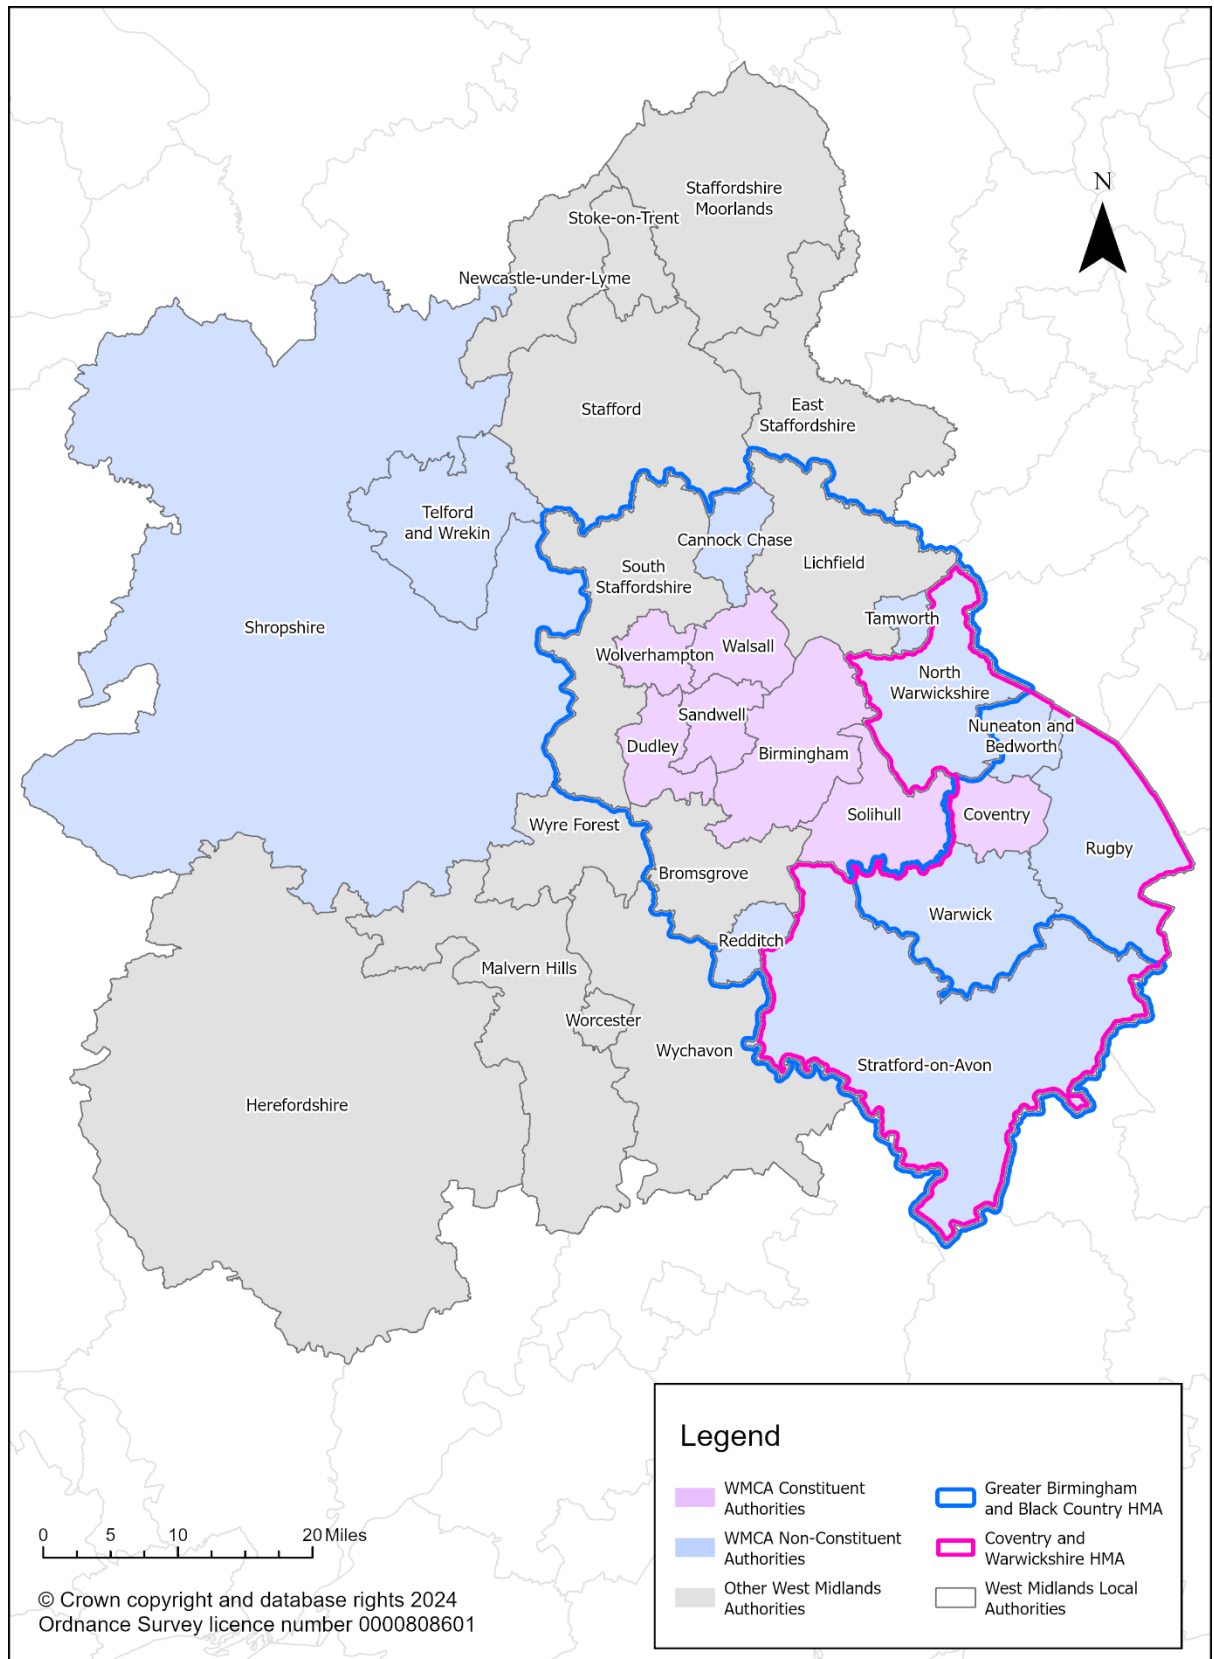 N
Staffordshire
Moorlands
Stoke-on-Trent
Newcastle-under-Lyme
Stafford
East
Staffordshire
Telford
and Wrekin
Cannock Chase
Lichfield
South
Staffordshire
Tamworth
Shropshire
Wolverhampton
Walsall
North
Warwickshire
Sandwell
Nuneaton and
Bedworth
Dudley
Birmingham
Solihull
Coventry
Wyre Forest
Rugby
Bromsgrove
Warwick
Redditch
Malvern Hills
Worcester
Wychavon
Stratford-on-Avon
Herefordshire
Legend
WMCA Constituent
Authorities
WMCA Non-Constituent
Authorities
Other West Midlands
Authorities
Greater Birmingham
and Black Country HMA
Coventry and
Warwickshire HMA
West Midlands Local
Authorities
0 5 10 20 Miles
© Crown copyright and database rights 2024
Ordnance Survey licence number 0000808601